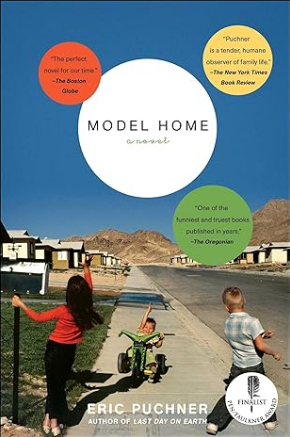 "The perfect
novel for our time."
–The Boston
Globe
"Puchner
is a tender, humane
observer of family life."
–The New York Times
Book Review
MODEL HOME
a novel
"One of the
funniest and truest books
published in years."
–The Oregonian
ERIC PUCHNER
AUTHOR OF LAST DAY ON EARTH
FINALIST
PEN/FAULKNER AWARD